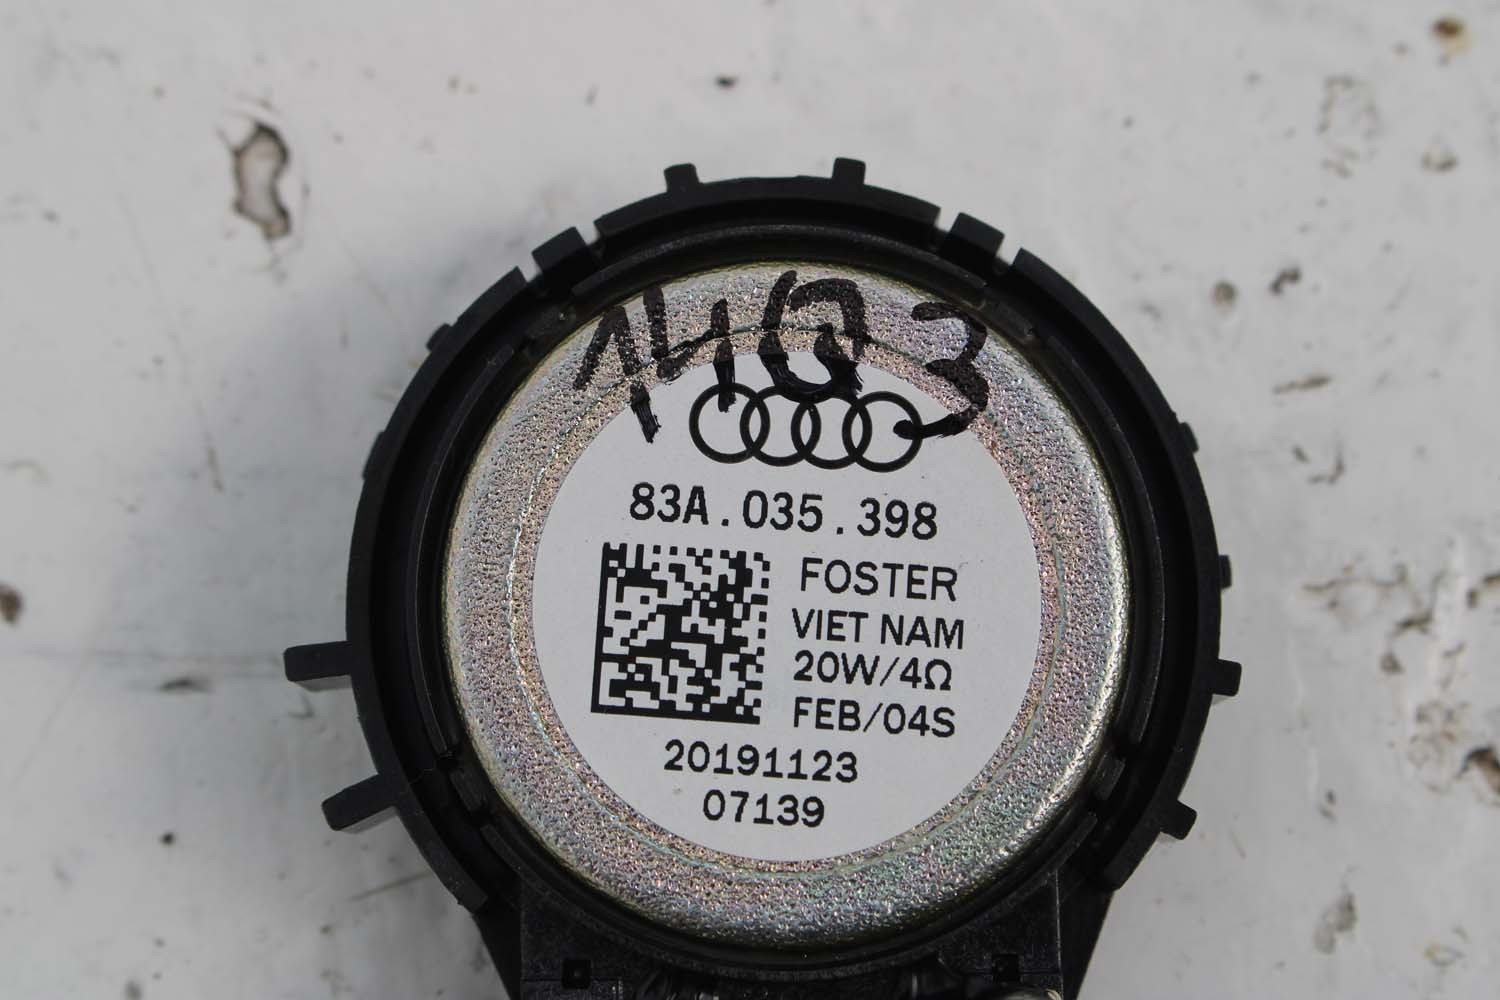 1403
83A.035.398
FOSTER
VIET NAM
20W/4Ω
FEB/04S
20191123
07139